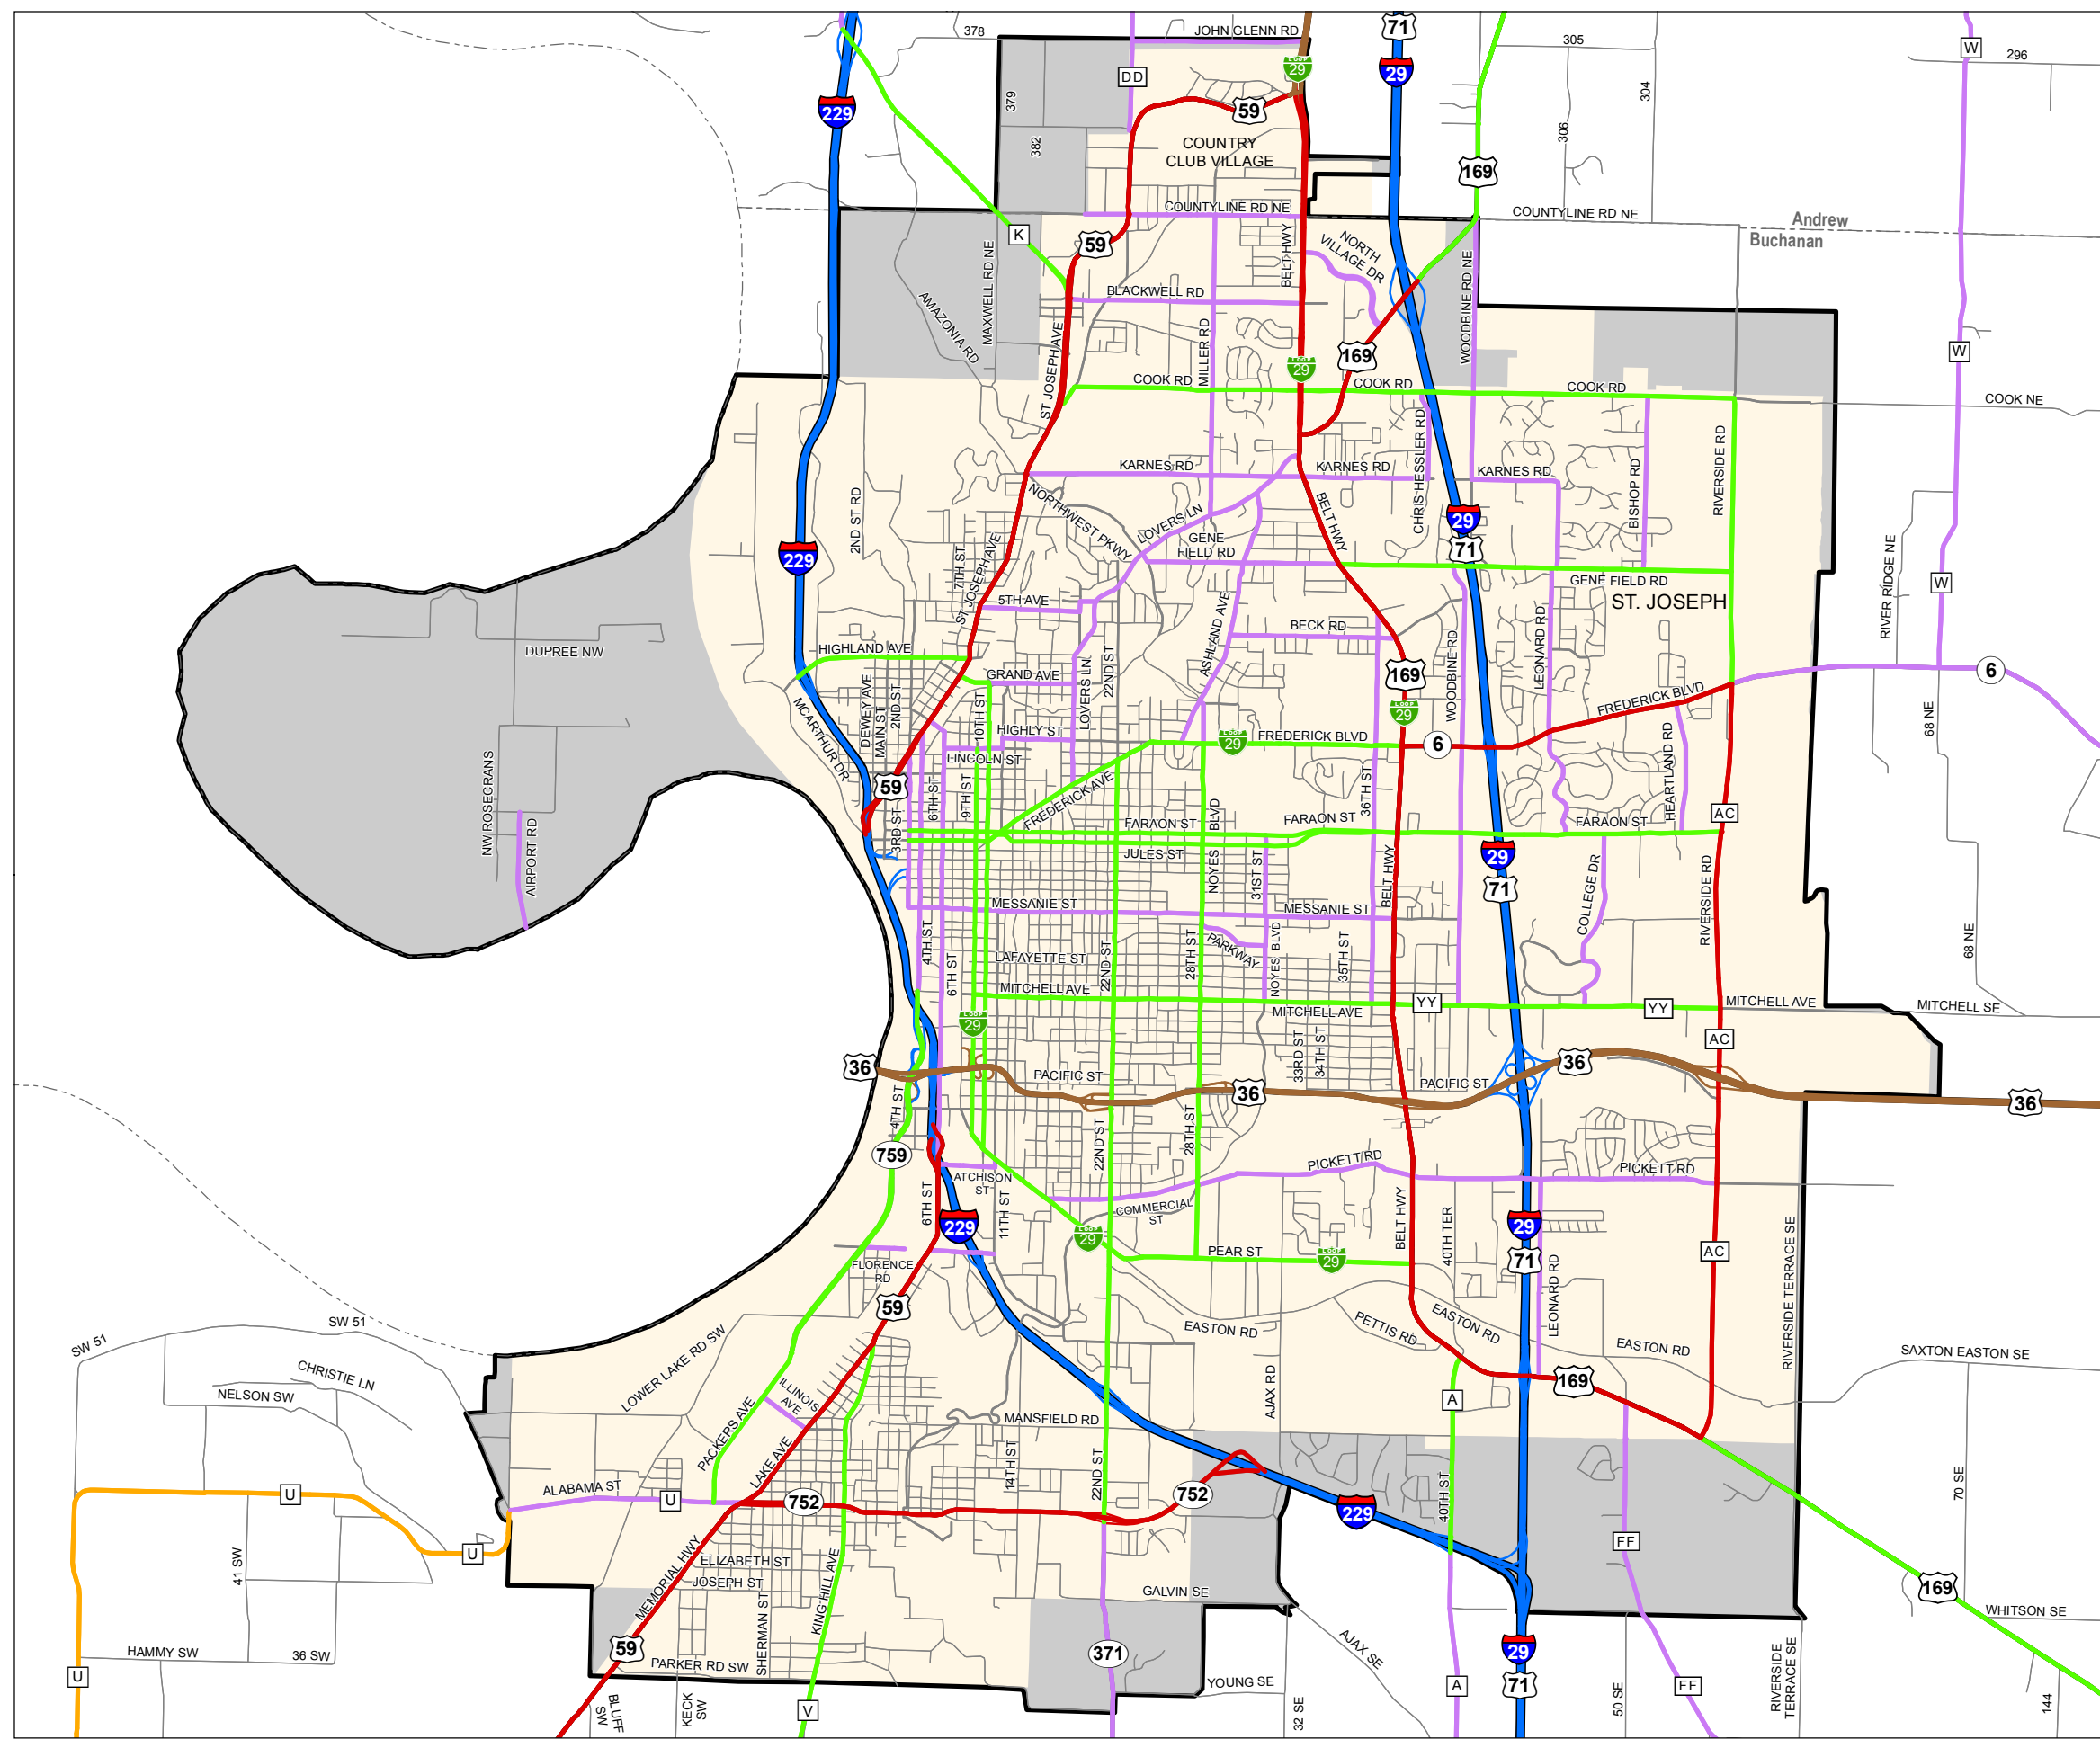 JOHN GLENN RD
378
71
305
W
296
DD
LOOP
29
29
379
304
229
59
306
382
COUNTRY
CLUB VILLAGE
169
COUNTYLINE RD NE
COUNTYLINE RD NE
Andrew
Buchanan
K
59
BELT HWY
NORTH
VILLAGE DR
MAXWELL RD NE
WOODBINE RD NE
BLACKWELL RD
AMAZONIA RD
MILLER RD
ST JOSEPH AVE
169
W
LOOP
29
COOK RD
COOK RD
COOK RD
COOK NE
CHRIS HESSLER RD
RIVERSIDE RD
BISHOP RD
KARNES RD
KARNES RD
KARNES RD
2ND ST RD
NORTHWEST PKWY
LOVERS LN
BELT HWY
29
71
229
GENE
FIELD RD
7TH ST
ST JOSEPH AVE
GENE FIELD RD
RIVER RIDGE NE
W
5TH AVE
ST. JOSEPH
ASHLAND AVE
BECK RD
LEONARD RD
WOODBINE RD
DUPREE NW
HIGHLAND AVE
GRAND AVE
LOVERS LN
22ND ST
169
6
DEWEY AVE
MAIN ST
2ND ST
10TH ST
MCARTHUR DR
LOOP
29
FREDERICK BLVD
68 NE
HIGHLY ST
LOOP
29
FREDERICK BLVD
6
HEARTLAND RD
LINCOLN ST
NW ROSECRANS
59
6TH ST
9TH ST
FREDERICK AVE
36TH ST
AIRPORT RD
3RD ST
FARAON ST
BLVD
FARAON ST
FARAON ST
AC
JULES ST
NOYES
31ST ST
BELT HWY
29
71
COLLEGE DR
RIVERSIDE RD
MESSANIE ST
MESSANIE ST
4TH ST
6TH ST
LAFAYETTE ST
22ND ST
28TH ST
PARKWAY
NOYES BLVD
35TH ST
68 NE
MITCHELL AVE
MITCHELL AVE
YY
YY
MITCHELL AVE
MITCHELL SE
LOOP
29
33RD ST
34TH ST
AC
36
PACIFIC ST
36
PACIFIC ST
36
36
4TH ST
22ND ST
28TH ST
759
PICKETT RD
PICKETT RD
ATCHISON
ST
6TH ST
11TH ST
COMMERCIAL
ST
229
LOOP
29
PEAR ST
LOOP
29
BELT HWY
40TH TER
29
71
AC
RIVERSIDE TERRACE SE
FLORENCE
RD
59
LEONARD RD
SW 51
SW 51
LOWER LAKE RD SW
EASTON RD
PETTIS RD
EASTON RD
EASTON RD
SAXTON EASTON SE
CHRISTIE LN
NELSON SW
ILLINOIS
AVE
AJAX RD
A
169
PACKERS AVE
LAKE AVE
MANSFIELD RD
14TH ST
22ND ST
40TH ST
70 SE
U
ALABAMA ST
U
752
752
229
U
41 SW
MEMORIAL HWY
ELIZABETH ST
JOSEPH ST
KING HILL AVE
SHERMAN ST
GALVIN SE
FF
169
WHITSON SE
HAMMY SW
36 SW
59
PARKER RD SW
371
AJAX SE
29
71
RIVERSIDE
TERRACE SE
U
BLUFF
SW
KECK
SW
V
YOUNG SE
32 SE
A
50 SE
FF
144